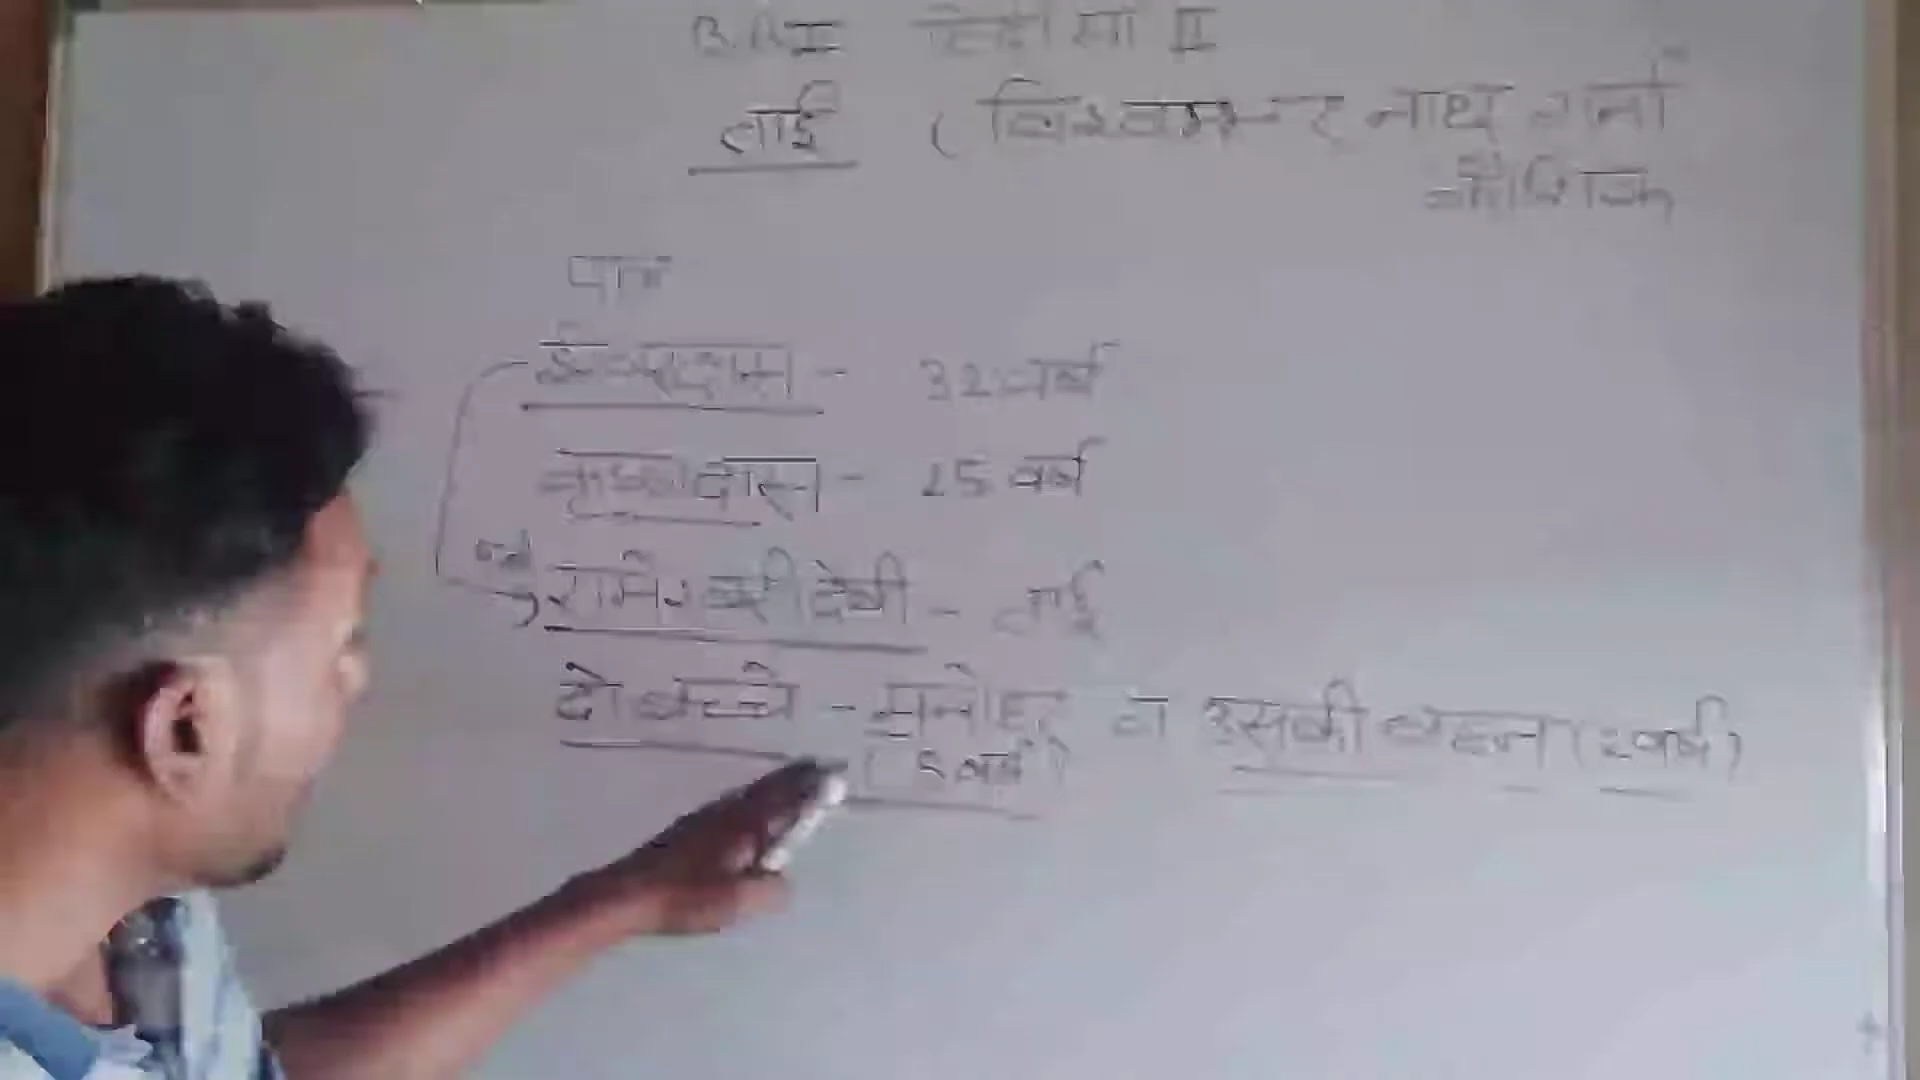 B.A I हिन्दी सा II
ताई ( विश्वम्भर नाथ शर्मा
कौशिक
पात्र
- 32 वर्ष
कृष्णदास - 25 वर्ष
रामेश्वरी देवी - ताई
दो बच्चे - मनोहर व उसकी बहन (2 वर्ष)
(5 वर्ष)